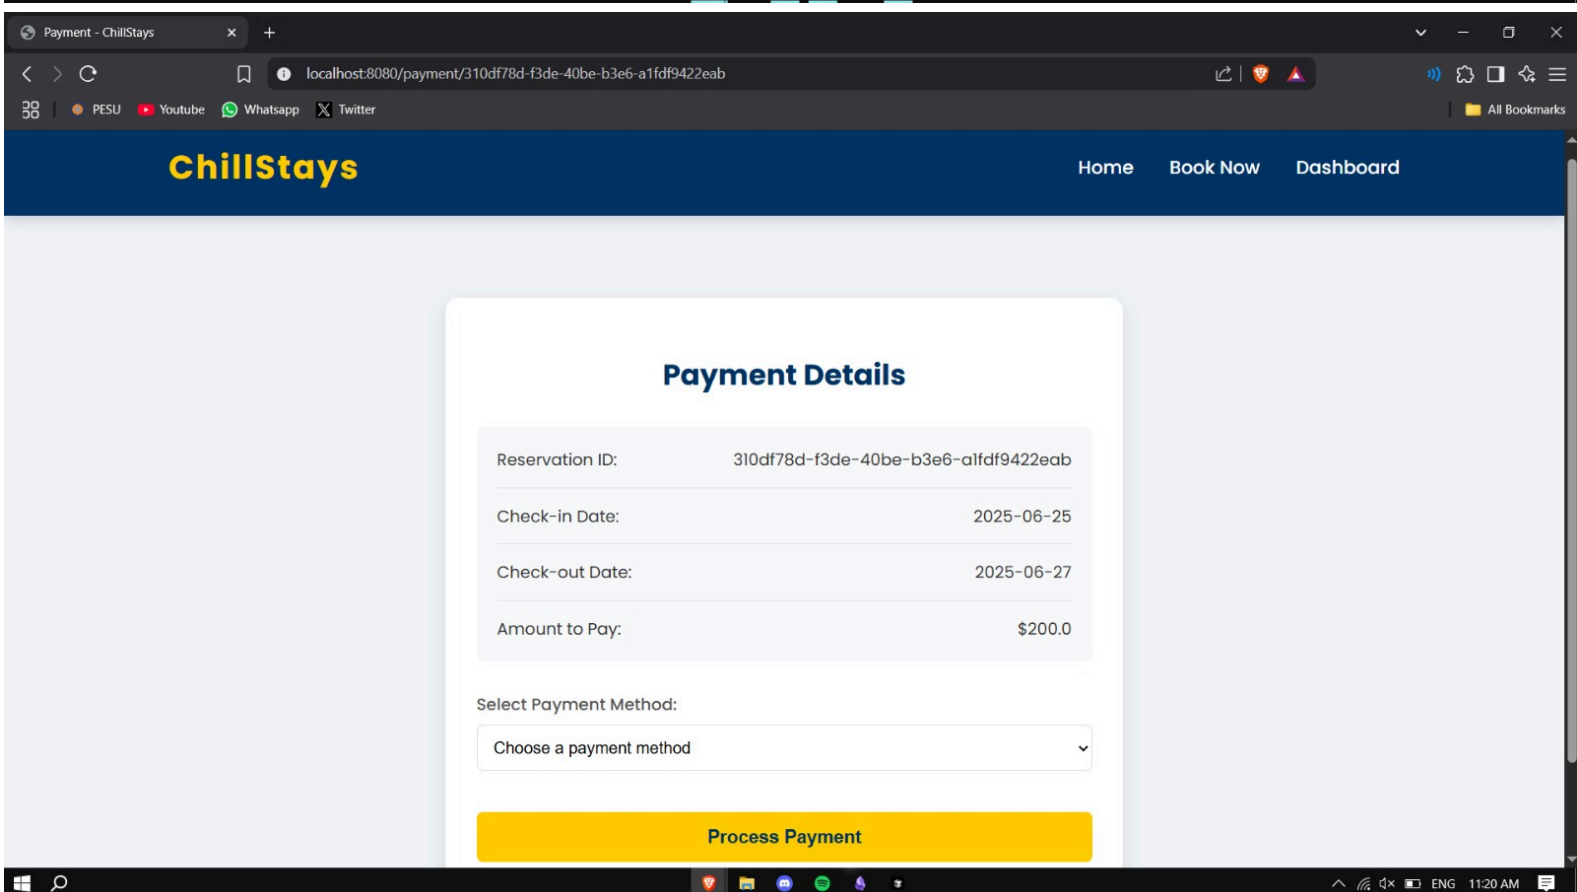 Payment - ChillStays
localhost:8080/payment/310df78d-f3de-40be-b3e6-a1fdf9422eab
PESU Youtube Whatsapp Twitter All Bookmarks
ChillStays Home Book Now Dashboard
Payment Details
Reservation ID: 310df78d-f3de-40be-b3e6-a1fdf9422eab
Check-in Date: 2025-06-25
Check-out Date: 2025-06-27
Amount to Pay: $200.0
Select Payment Method:
Choose a payment method
Process Payment
ENG 11:20 AM